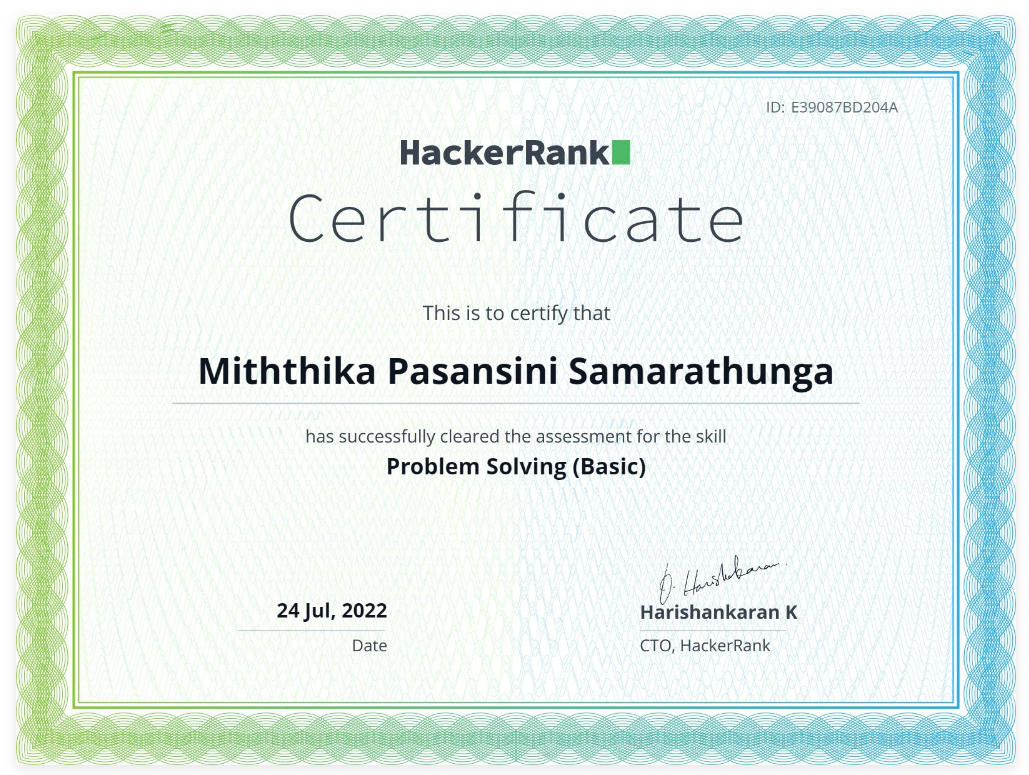 ID: E39087BD204A
HackerRank
Certificate
This is to certify that
Miththika Pasansini Samarathunga
has successfully cleared the assessment for the skill
Problem Solving (Basic)
24 Jul, 2022
Date
O. Harishankaran
Harishankaran K
CTO, HackerRank